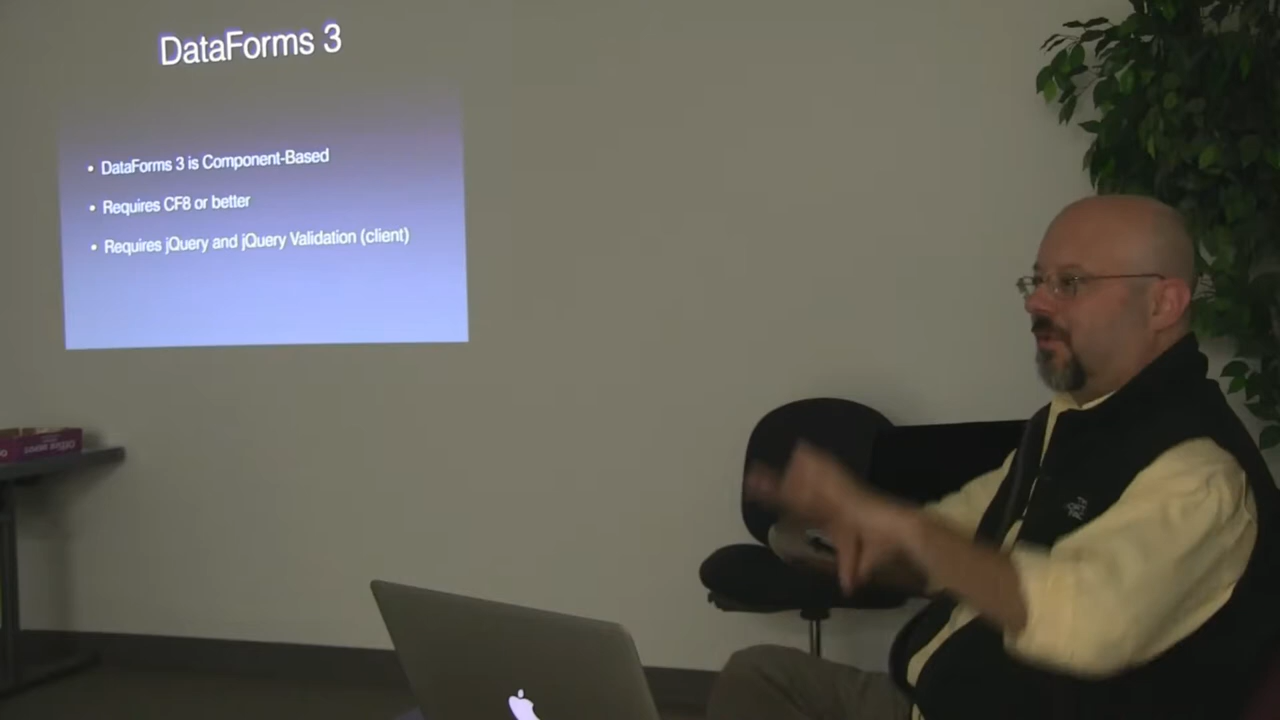 DataForms 3
• DataForms 3 is Component-Based
• Requires CF8 or better
• Requires jQuery and jQuery Validation (client)